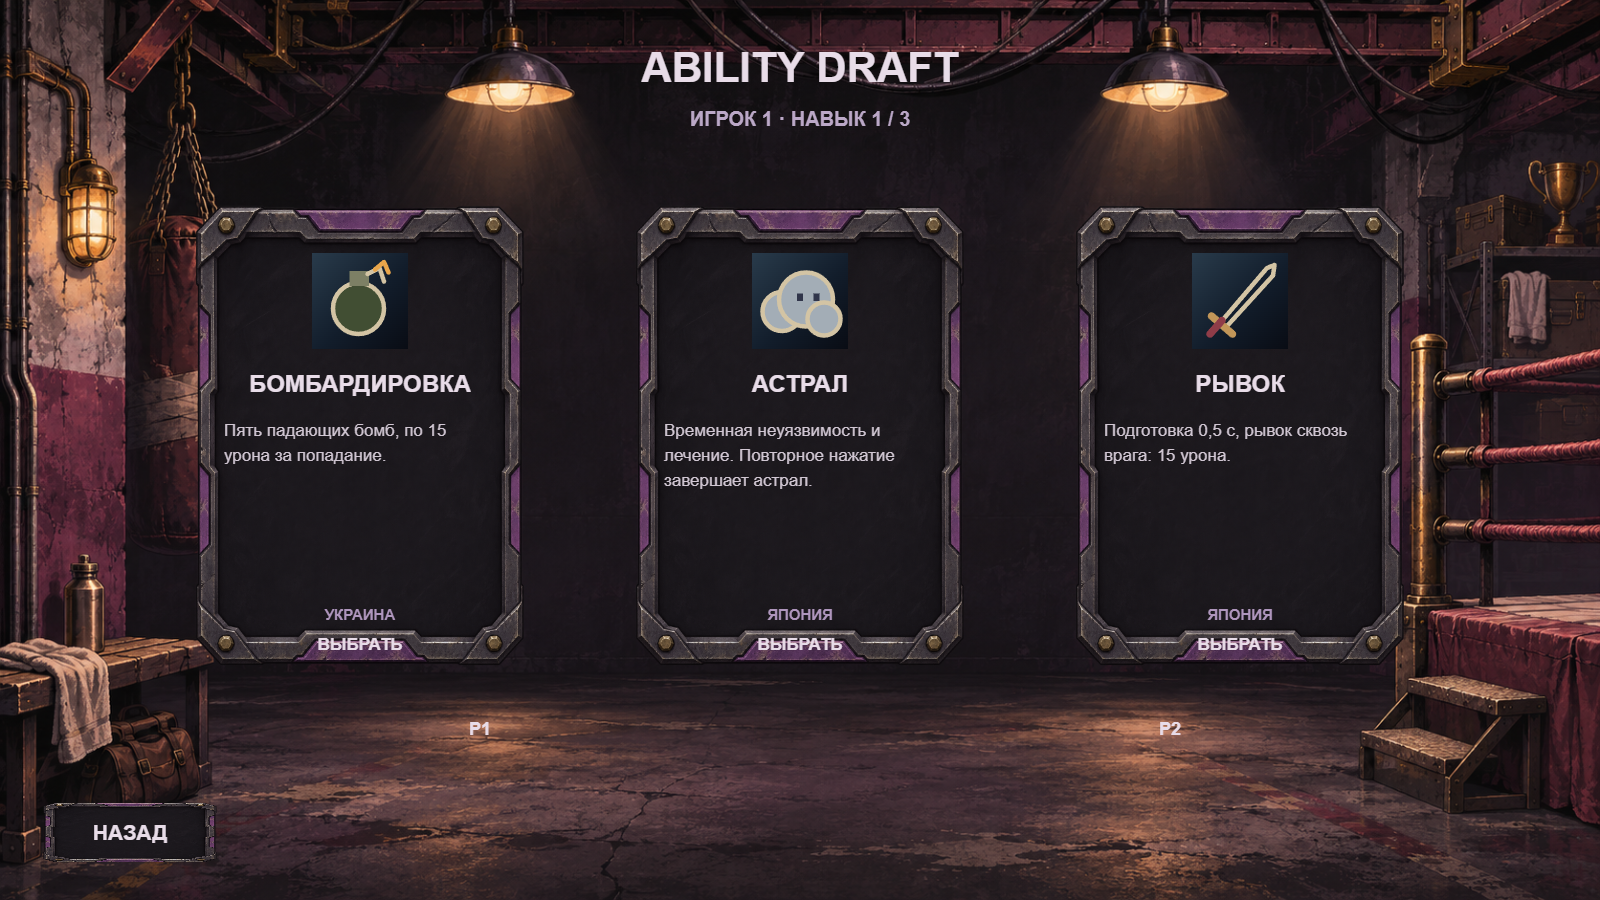 ABILITY DRAFT
ИГРОК 1 · НАВЫК 1 / 3
БОМБАРДИРОВКА
Пять падающих бомб, по 15
урона за попадание.
УКРАИНА
ВЫБРАТЬ
АСТРАЛ
Временная неуязвимость и
лечение. Повторное нажатие
завершает астрал.
ЯПОНИЯ
ВЫБРАТЬ
РЫВОК
Подготовка 0,5 с, рывок сквозь
врага: 15 урона.
ЯПОНИЯ
ВЫБРАТЬ
P1
P2
НАЗАД